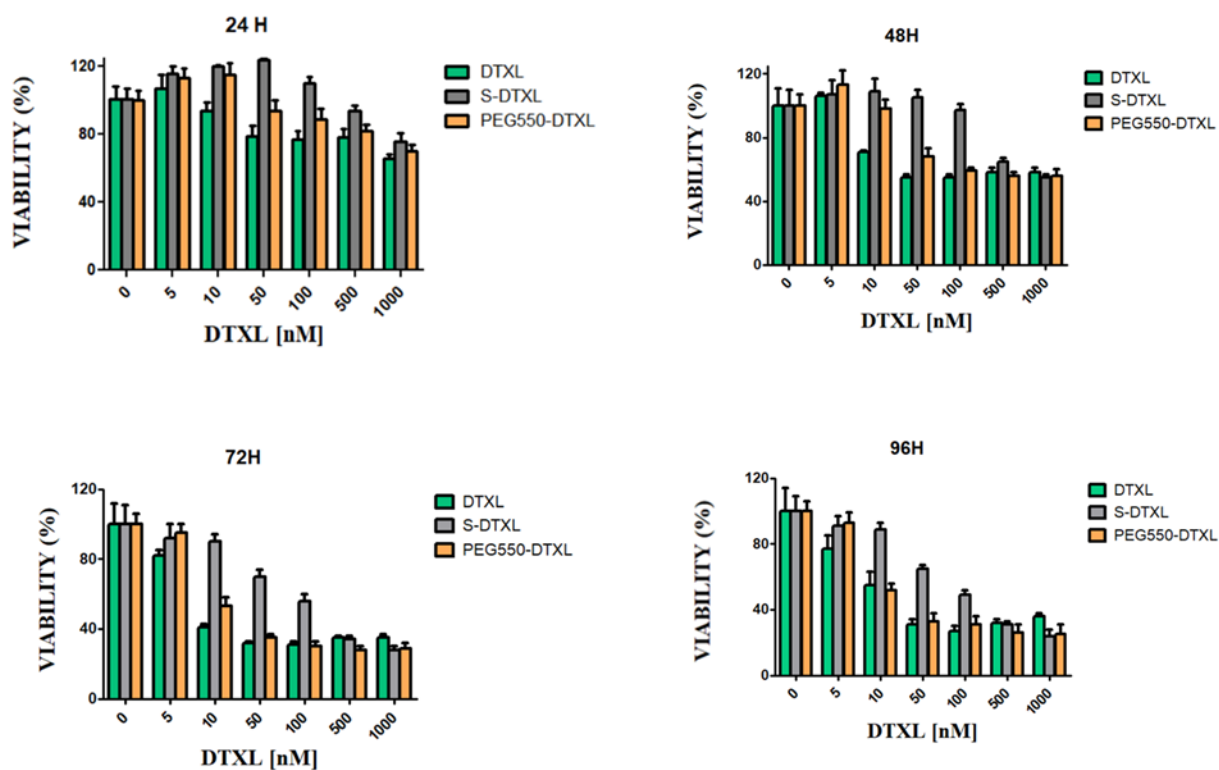 24 H
VIABILITY (%)
120
80
40
0
0 5 10 50 100 500 1000
DTXL [nM]
DTXL
S-DTXL
PEG550-DTXL
48H
VIABILITY (%)
120
80
40
0
0 5 10 50 100 500 1000
DTXL [nM]
DTXL
S-DTXL
PEG550-DTXL
72H
VIABILITY (%)
120
80
40
0
0 5 10 50 100 500 1000
DTXL [nM]
DTXL
S-DTXL
PEG550-DTXL
96H
VIABILITY (%)
120
80
40
0
0 5 10 50 100 500 1000
DTXL [nM]
DTXL
S-DTXL
PEG550-DTXL